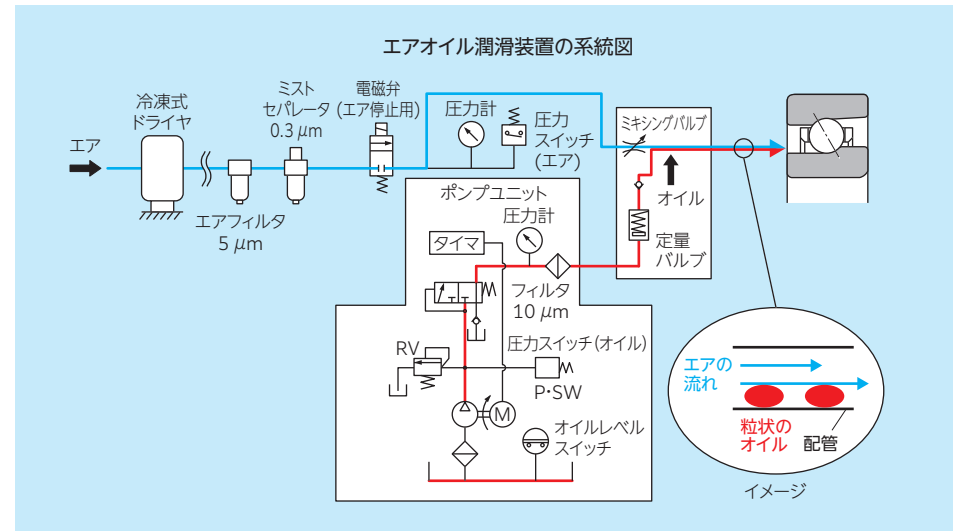 エアオイル潤滑装置の系統図
エア
冷凍式
ドライヤ
エアフィルタ
5 μm
ミスト
セパレータ
0.3 μm
電磁弁
(エア停止用)
圧力計
圧力
スイッチ
(エア)
ミキシングバルブ
オイル
定量
バルブ
ポンプユニット
圧力計
タイマ
フィルタ
10 μm
RV
圧力スイッチ(オイル)
P・SW
M
オイルレベル
スイッチ
エアの
流れ
粒状の
オイル
配管
イメージ